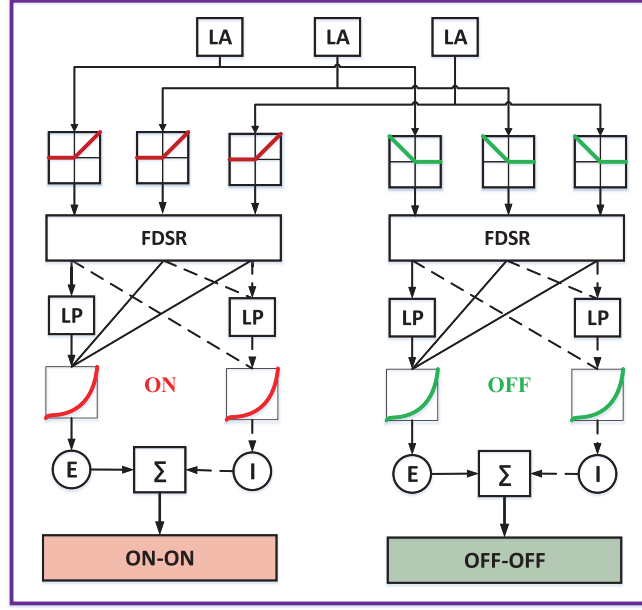 LA LA LA
FDSR FDSR
LP LP LP LP
ON OFF
E Σ I E Σ I
ON-ON OFF-OFF